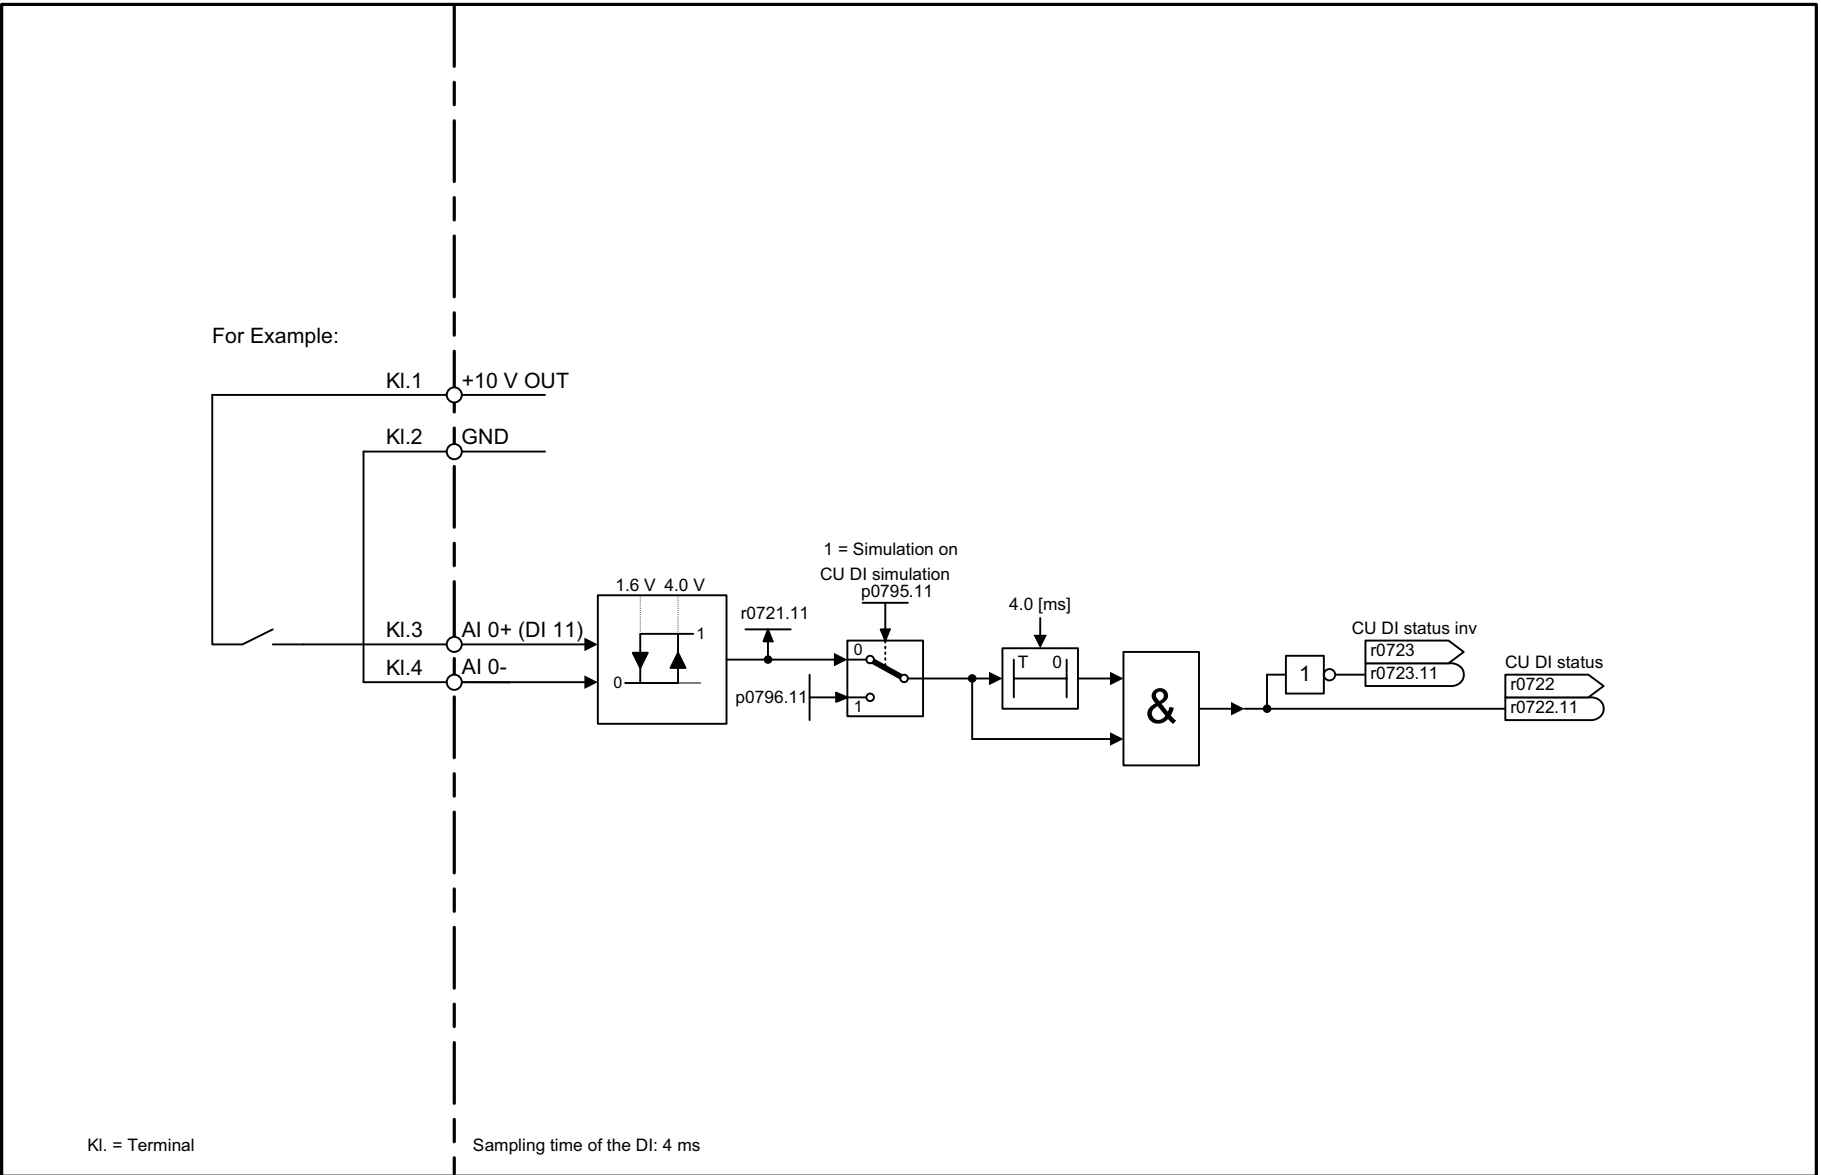 For Example:
Kl.1 +10 V OUT
Kl.2 GND
1 = Simulation on
CU DI simulation
p0795.11
1.6 V 4.0 V
r0721.11
4.0 [ms]
Kl.3 AI 0+ (DI 11)
1
0
T 0
CU DI status inv
r0723
r0723.11
1
CU DI status
r0722
r0722.11
Kl.4 AI 0-
0
p0796.11
1
&
Kl. = Terminal
Sampling time of the DI: 4 ms